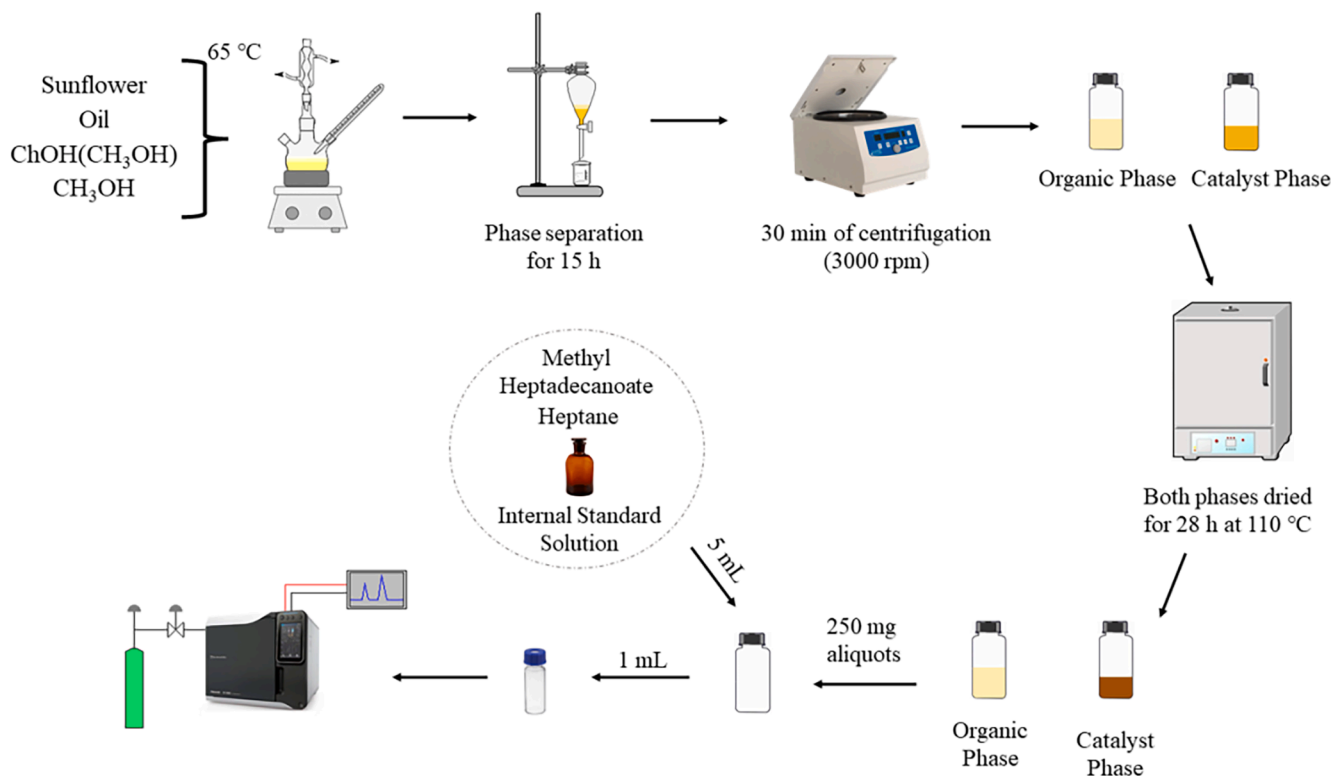 65 °C
Sunflower
Oil
ChOH(CH₃OH)
CH₃OH
Phase separation
for 15 h
30 min of centrifugation
(3000 rpm)
Organic Phase
Catalyst Phase
Both phases dried
for 28 h at 110 °C
Methyl
Heptadecanoate
Heptane
Internal Standard
Solution
5 mL
250 mg
aliquots
1 mL
Organic
Phase
Catalyst
Phase